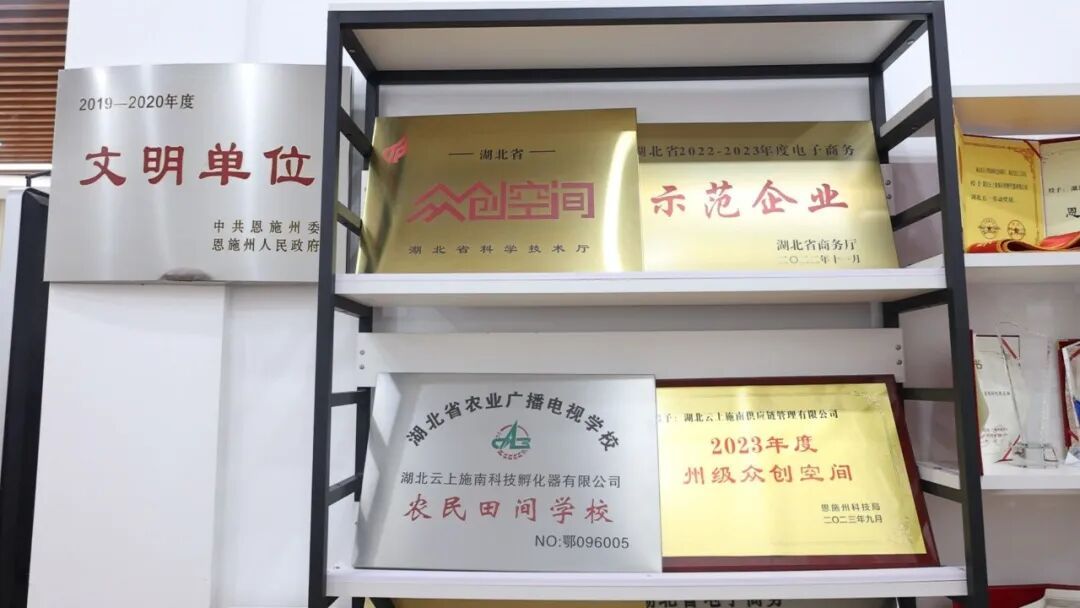 2019—2020年度
文明单位
中共恩施州委
恩施州人民政府
湖北省
众创空间
湖北省科学技术厅
湖北省2022-2023年度电子商务
示范企业
湖北省商务厅
二〇二二年十一月
湖北省农业广播电视学校
湖北云上施南科技孵化器有限公司
农民田间学校
NO:鄂096005
予：湖北云上施南供应链管理有限公司
2023年度
州级众创空间
恩施州科技局
二〇二三年九月
湖北省电子商务